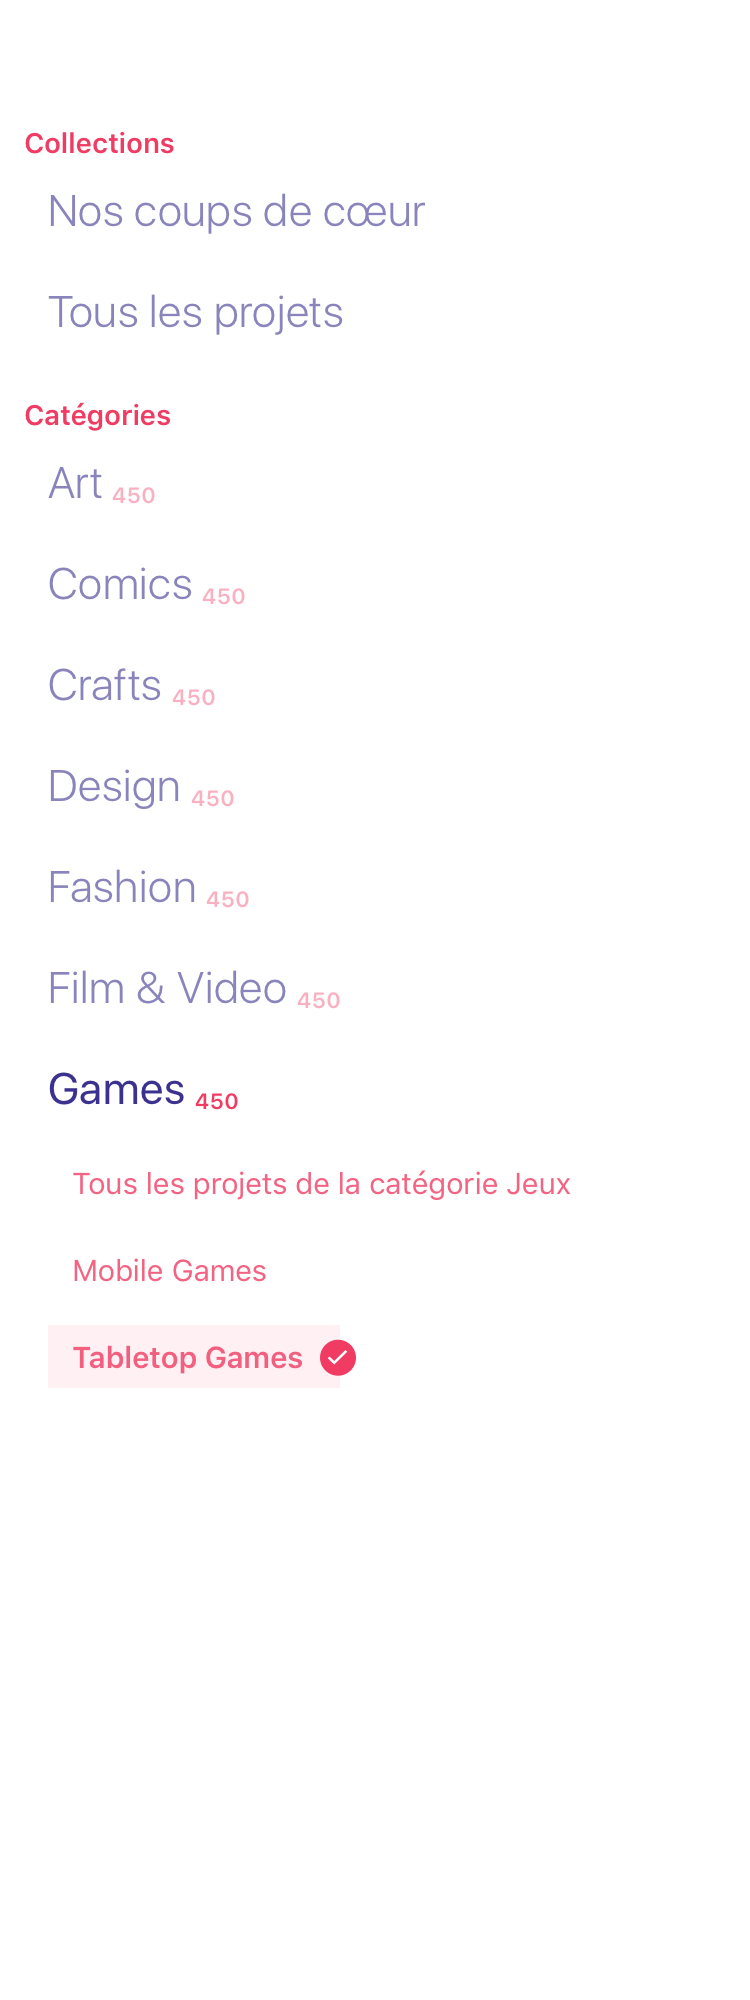 Collections
Nos coups de cœur
Tous les projets
Catégories
Art 450
Comics 450
Crafts 450
Design 450
Fashion 450
Film & Video 450
Games 450
Tous les projets de la catégorie Jeux
Mobile Games
Tabletop Games